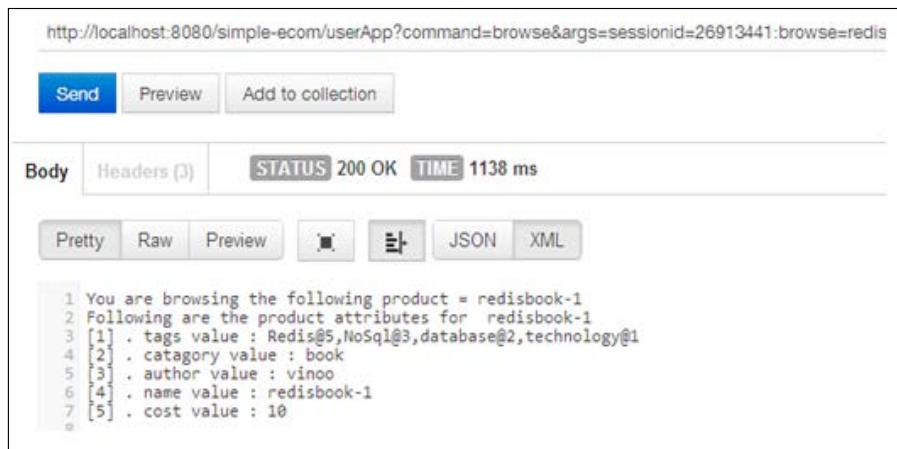 http://localhost:8080/simple-ecom/userApp?command=browse&args=sessionid=26913441:browse=redis
Send Preview Add to collection
Body Headers (3) STATUS 200 OK TIME 1138 ms
Pretty Raw Preview JSON XML
1 You are browsing the following product = redisbook-1
2 Following are the product attributes for redisbook-1
3 [1] . tags value : Redis@5,NoSql@3,database@2,technology@1
4 [2] . catagory value : book
5 [3] . author value : vinoo
6 [4] . name value : redisbook-1
7 [5] . cost value : 10
8